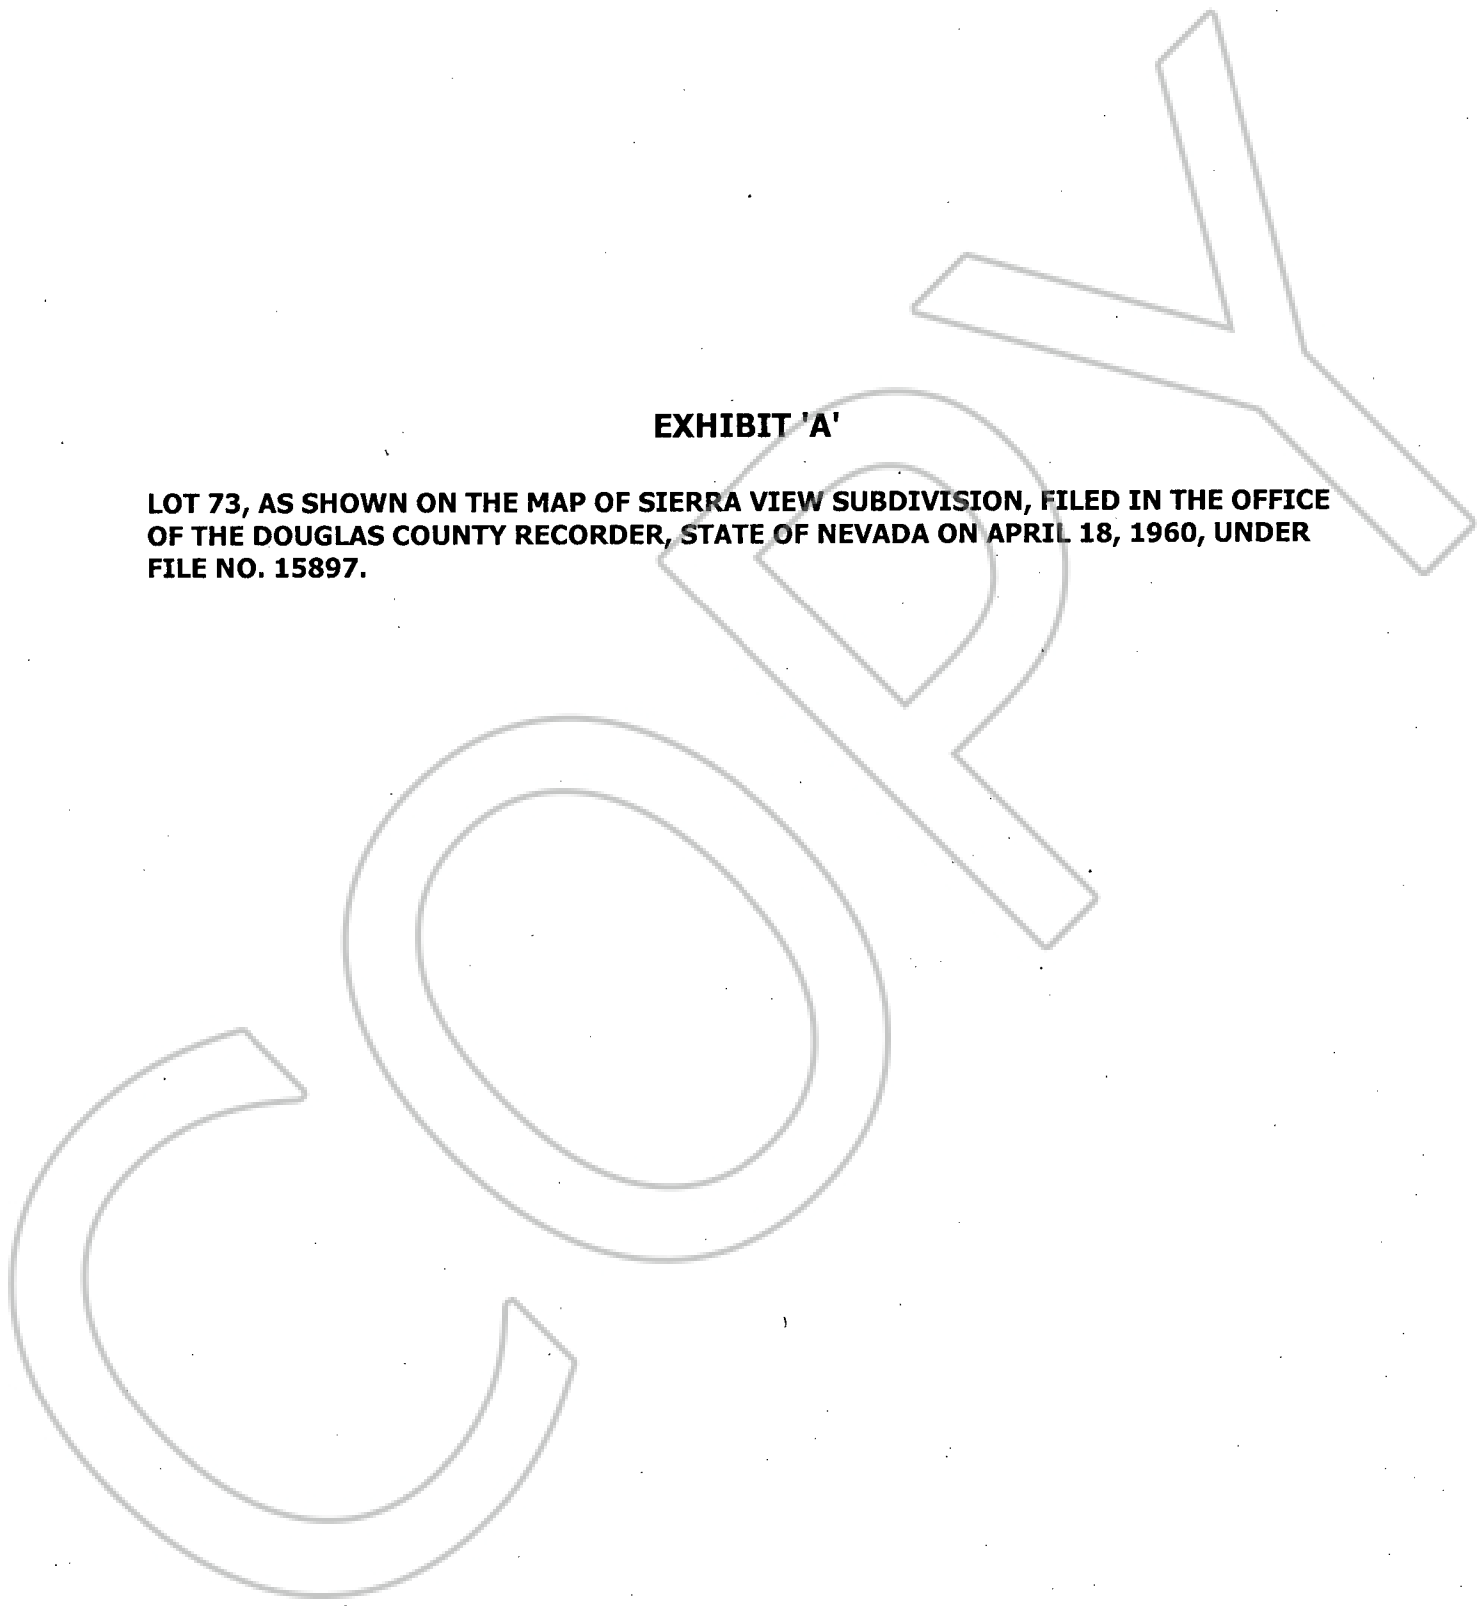 EXHIBIT 'A'
LOT 73, AS SHOWN ON THE MAP OF SIERRA VIEW SUBDIVISION, FILED IN THE OFFICE
OF THE DOUGLAS COUNTY RECORDER, STATE OF NEVADA ON APRIL 18, 1960, UNDER
FILE NO. 15897.
COPY